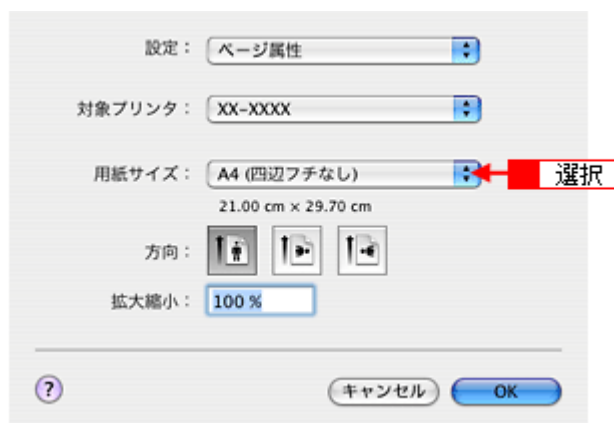 設定： ページ属性
対象プリンタ： XX-XXXX
用紙サイズ： A4 (四辺フチなし) 選択
21.00 cm × 29.70 cm
方向：
拡大縮小： 100 %
? キャンセル OK